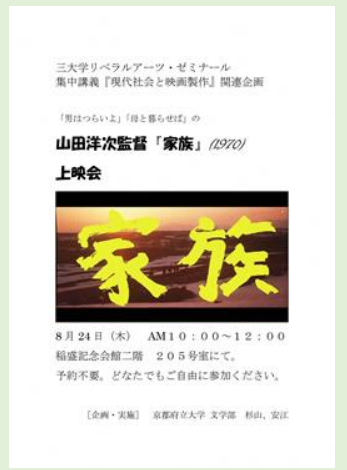 三大学リベラルアーツ・ゼミナール
集中講義『現代社会と映画製作』関連企画
「男はつらいよ」「母と暮らせば」の
山田洋次監督『家族』(1970)
上映会
家族
8月24日（木）　AM10：00～12：00
稲盛記念会館二階　205号室にて。
予約不要。どなたでもご自由に参加ください。
［企画・実施］　京都府立大学 文学部　杉山、安江